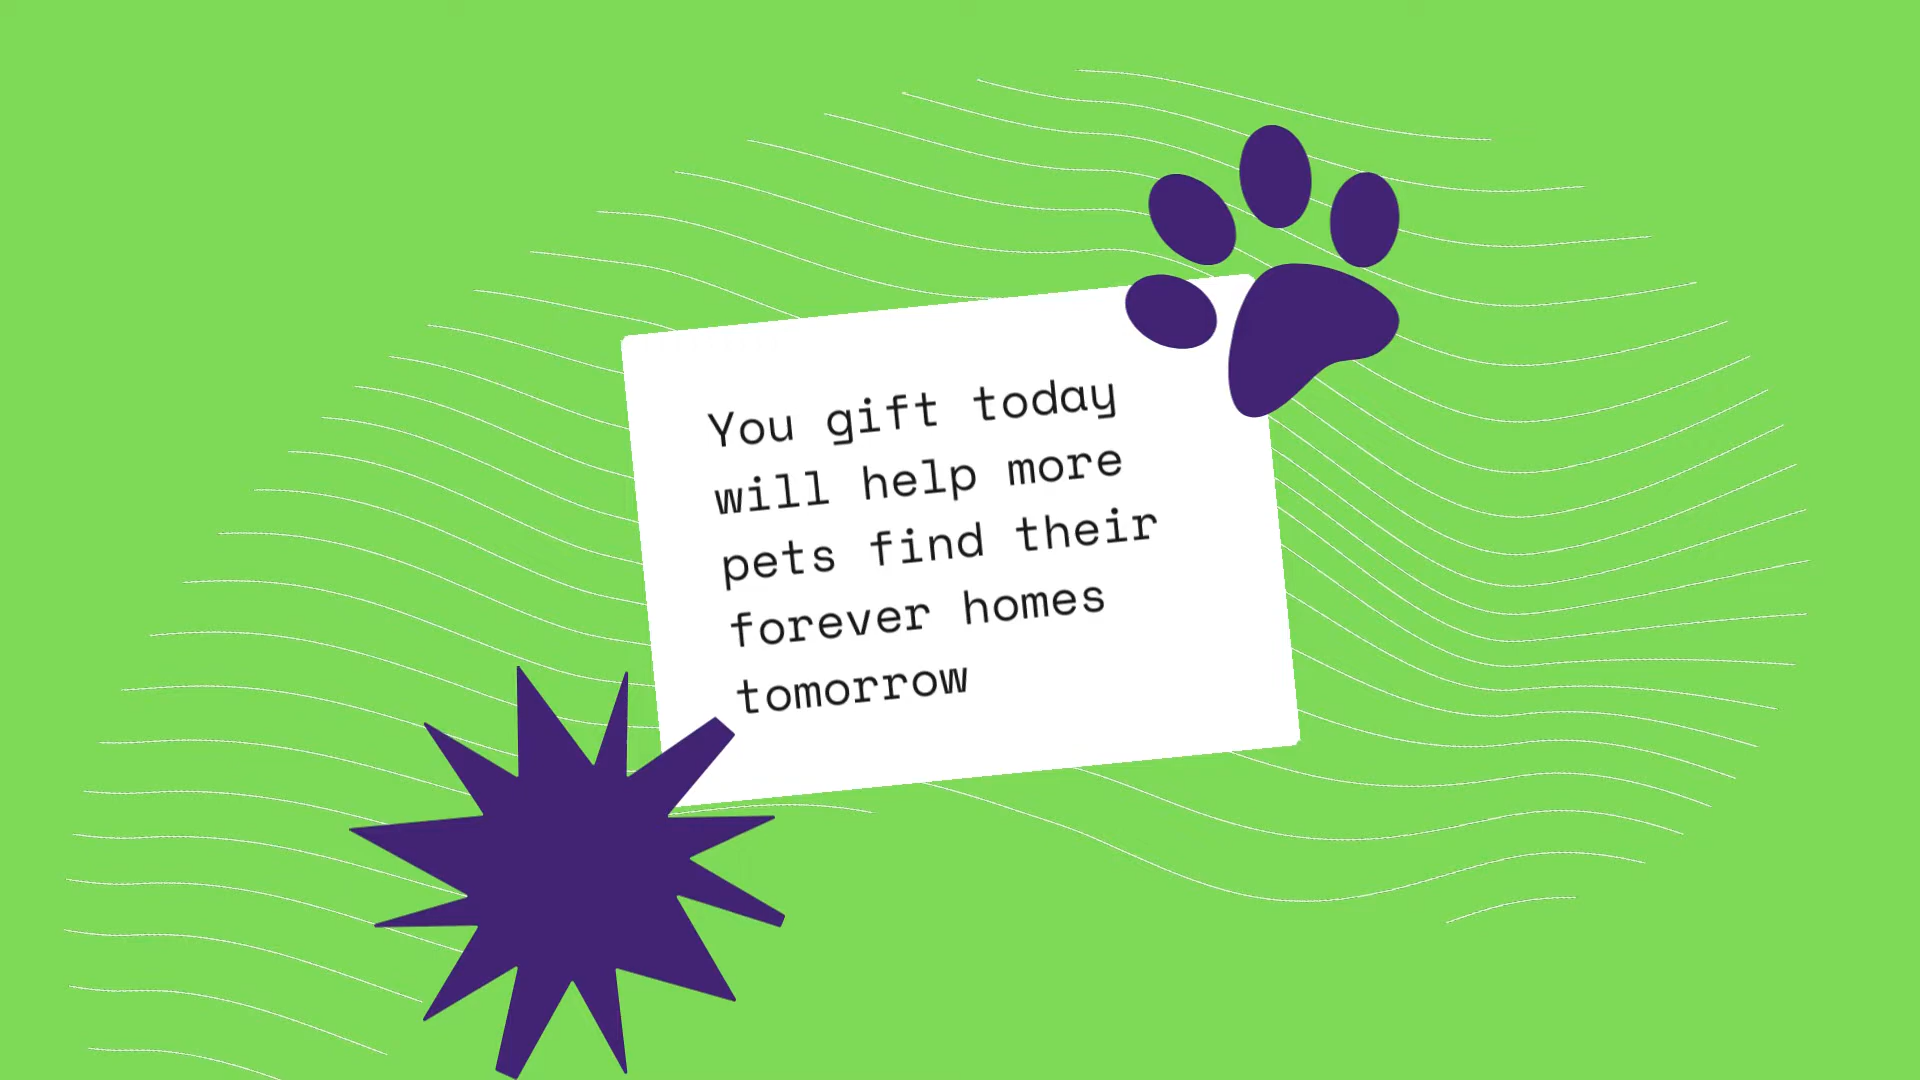 You gift today
will help more
pets find their
forever homes
tomorrow